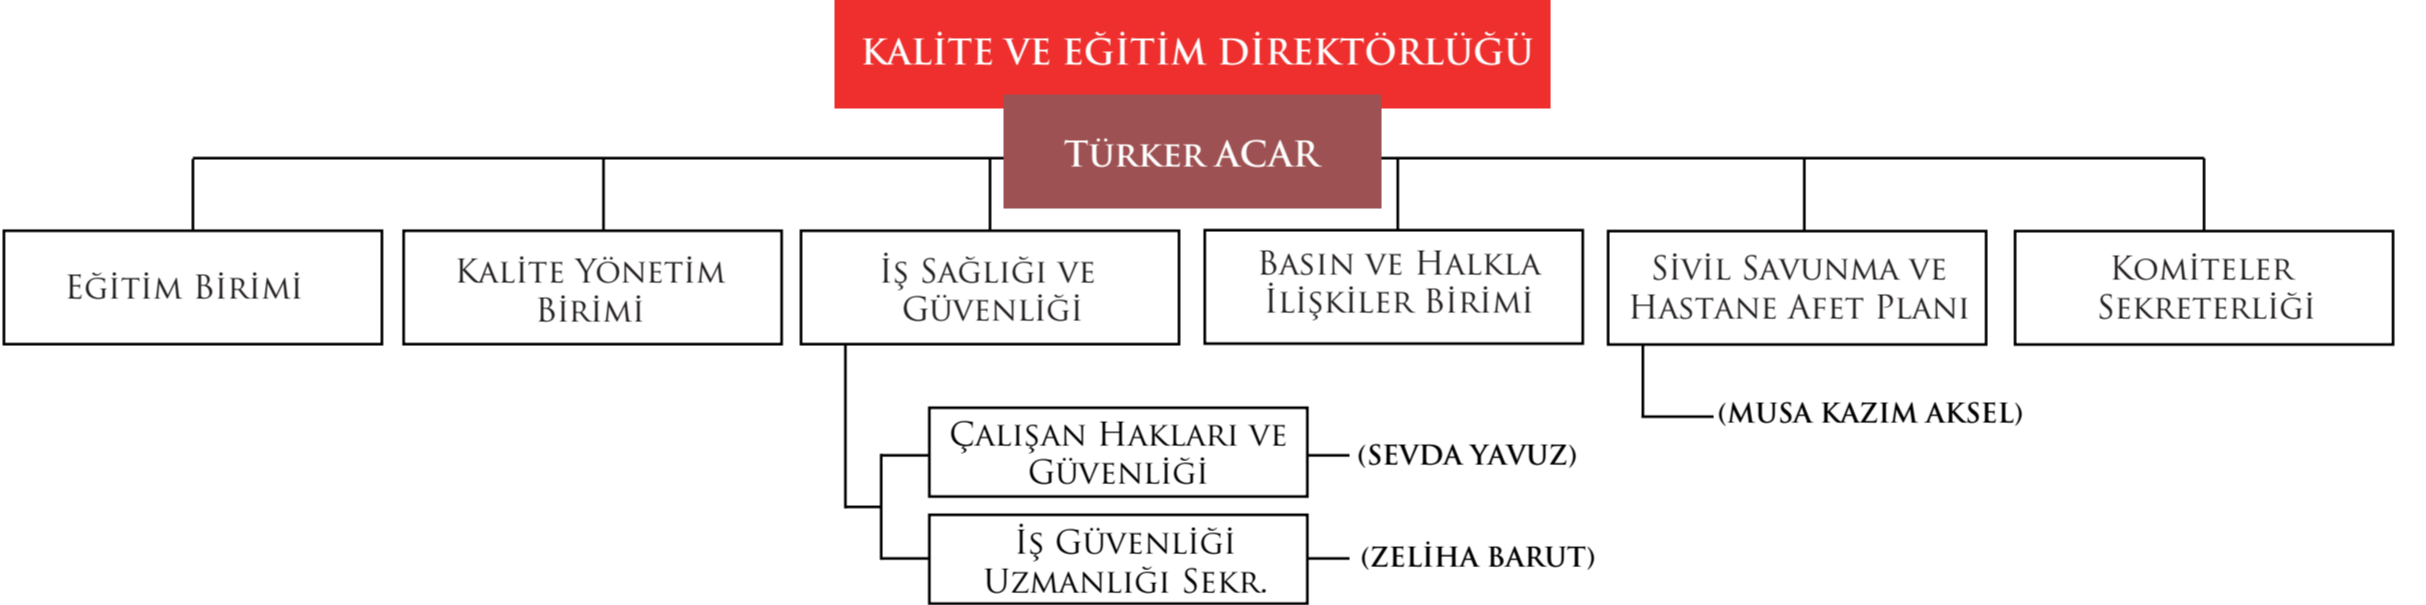 KALİTE VE EĞİTİM DİREKTÖRLÜĞÜ
TÜRKER ACAR
EĞİTİM BİRİMİ
KALİTE YÖNETİM
BİRİMİ
İŞ SAĞLIĞI VE
GÜVENLİĞİ
BASIN VE HALKLA
İLİŞKİLER BİRİMİ
SİVİL SAVUNMA VE
HASTANE AFET PLANI
KOMİTELER
SEKRETERLİĞİ
(MUSA KAZIM AKSEL)
ÇALIŞAN HAKLARI VE
GÜVENLİĞİ
(SEVDA YAVUZ)
İŞ GÜVENLİĞİ
UZMANLIĞI SEKR.
(ZELİHA BARUT)